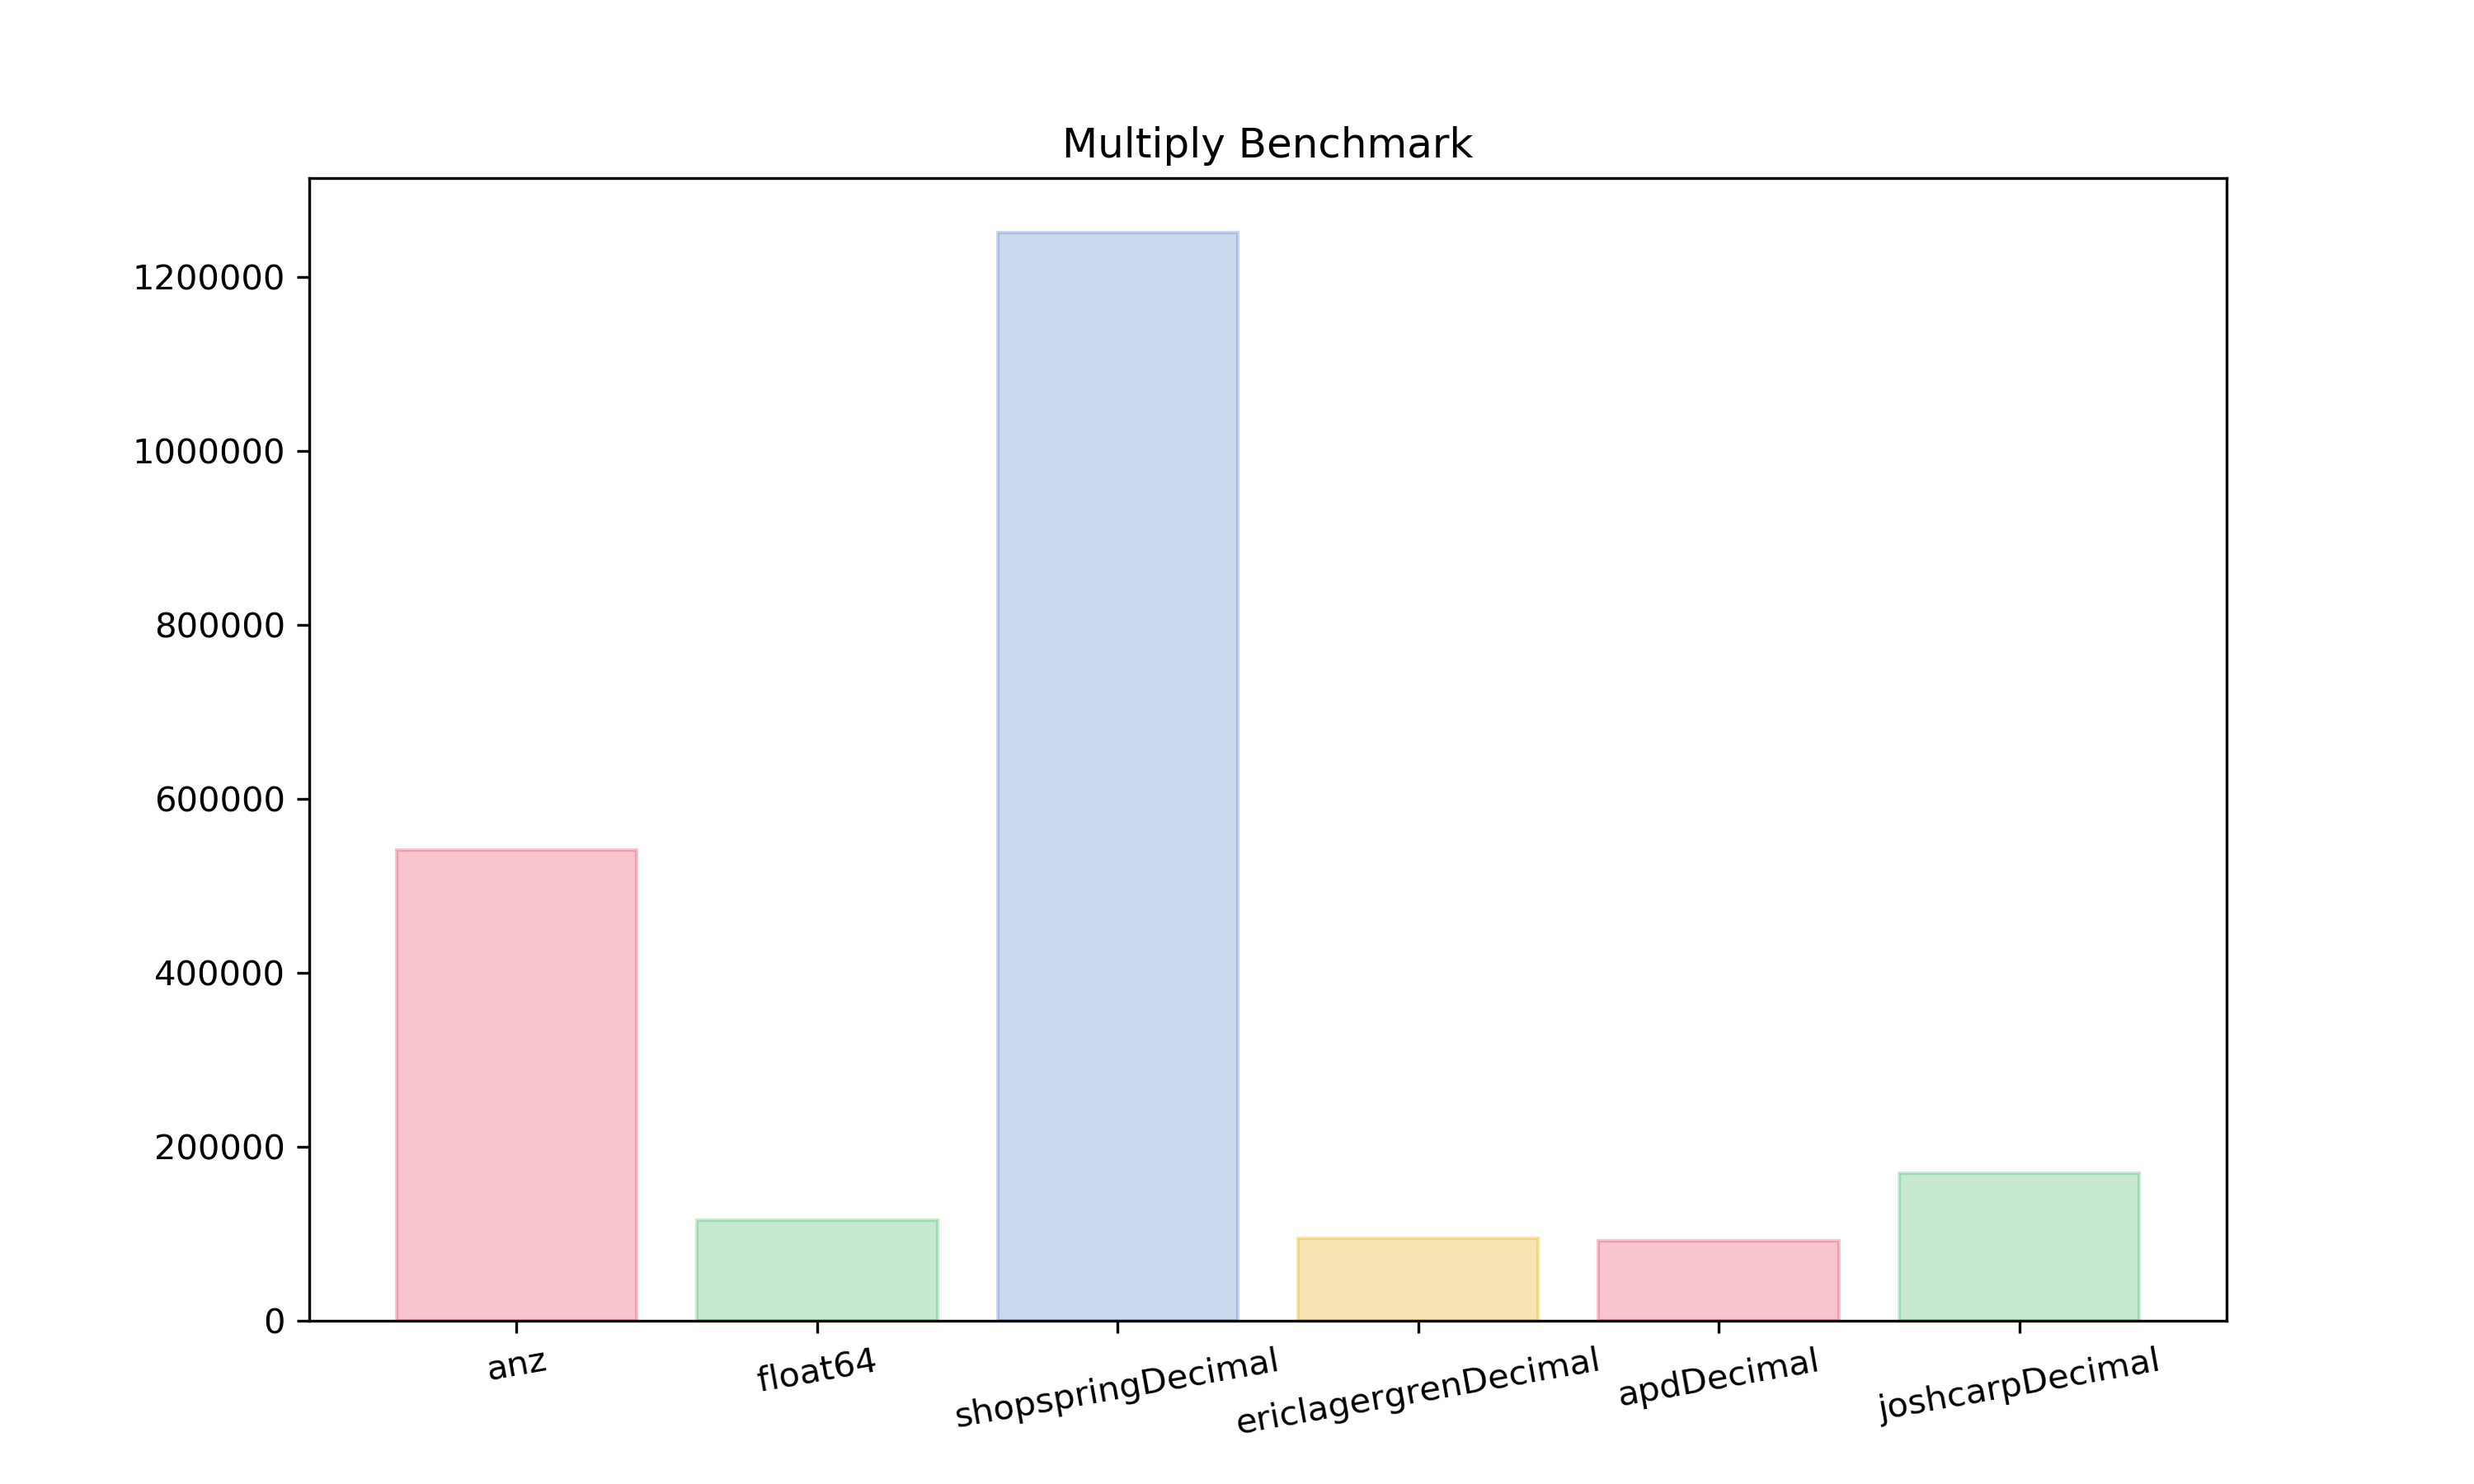 Multiply Benchmark
1200000
1000000
800000
600000
400000
200000
0
anz
float64
shopspringDecimal
ericlagergrenDecimal
apdDecimal
joshcarpDecimal